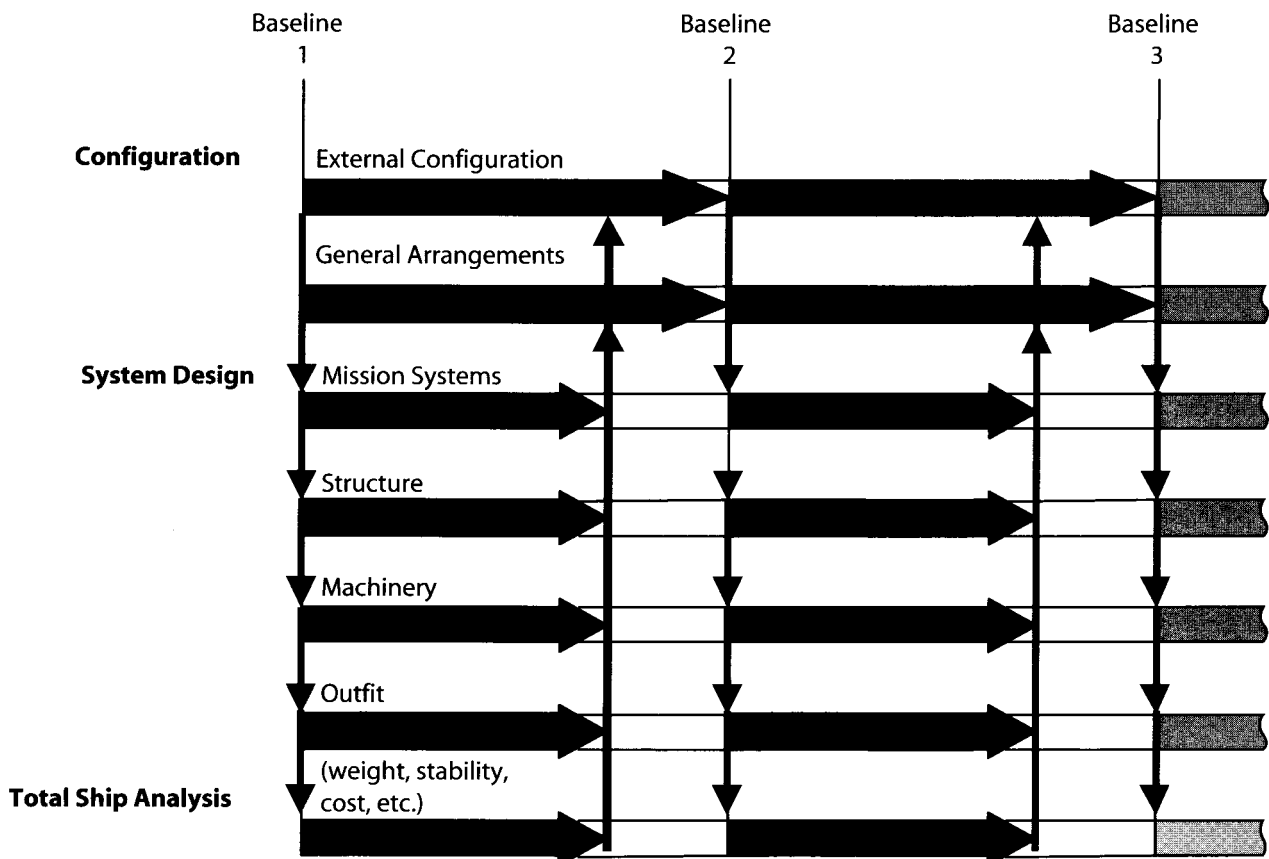 Baseline
1
Baseline
2
Baseline
3
Configuration
External Configuration
General Arrangements
System Design
Mission Systems
Structure
Machinery
Outfit
(weight, stability,
cost, etc.)
Total Ship Analysis